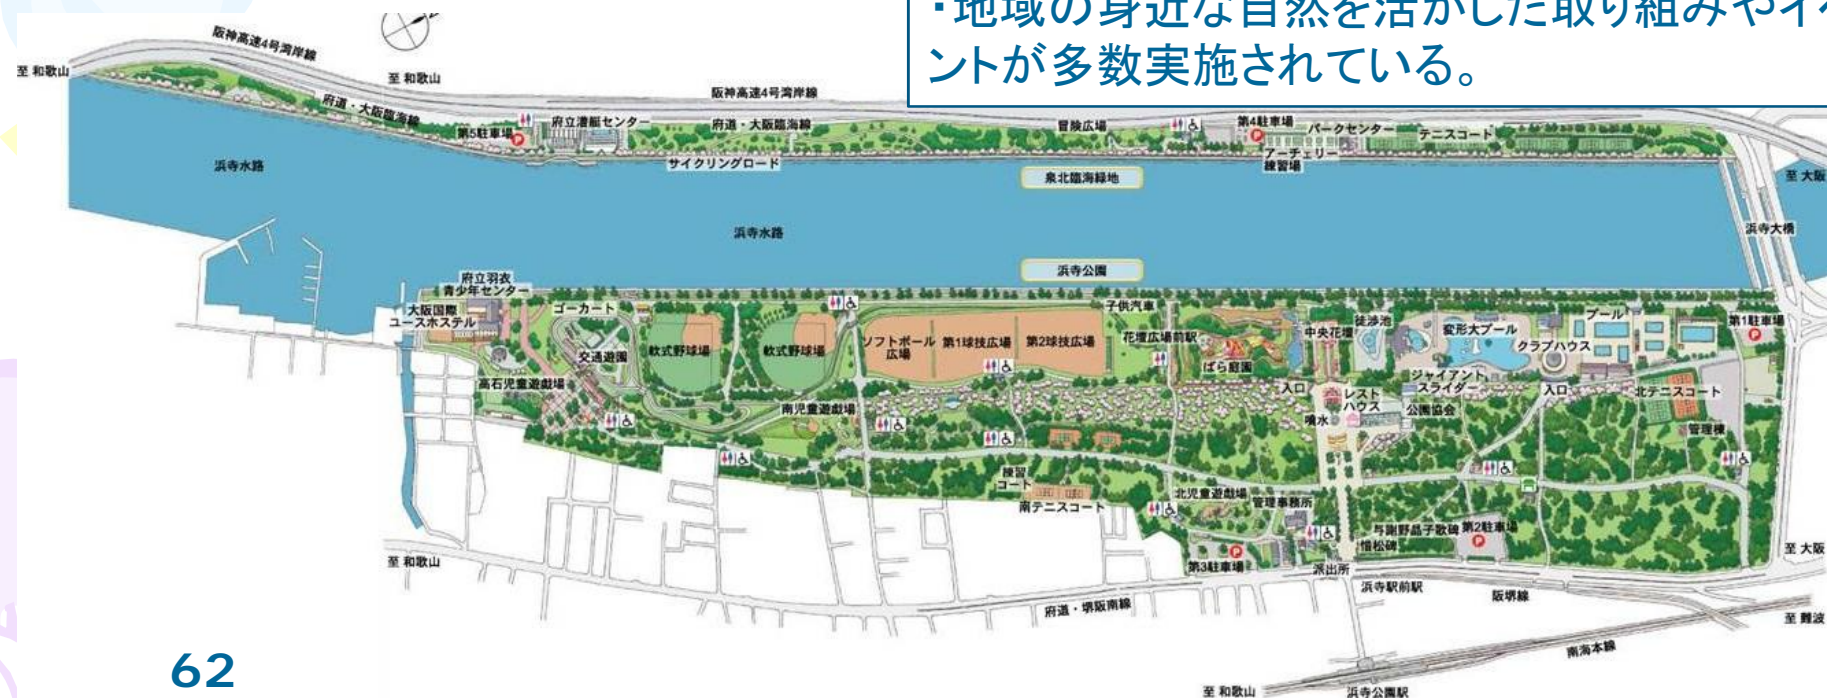 ・地域の身近な自然を活かした取り組みやイベ
ントが多数実施されている。
阪神高速4号湾岸線
至 和歌山
至 和歌山
阪神高速4号湾岸線
府道・大阪臨海線
第5駐車場
P
府立漕艇センター
府道・大阪臨海線
冒険広場
第4駐車場
P
パークセンター
テニスコート
サイクリングロード
アーチェリー
練習場
浜寺水路
泉北臨海緑地
至 大阪
浜寺水路
浜寺大橋
浜寺公園
府立羽衣
青少年センター
大阪国際
ユースホステル
ゴーカート
子供汽車
交通遊園
軟式野球場
軟式野球場
ソフトボール
広場
第1球技広場
第2球技広場
花壇広場前駅
ばら庭園
中央花壇
徒渉池
変形大プール
プール
クラブハウス
第1駐車場
P
高石児童遊戯場
南児童遊戯場
入口
レスト
ハウス
ジャイアント
スライダー
公園協会
入口
北テニスコート
噴水
管理棟
練習
コート
南テニスコート
北児童遊戯場
管理事務所
与謝野晶子歌碑
惜松碑
第2駐車場
P
第3駐車場
P
派出所
至 和歌山
至 大阪
浜寺駅前駅
阪堺線
府道・堺阪南線
至 難波
南海本線
至 和歌山
浜寺公園駅
62